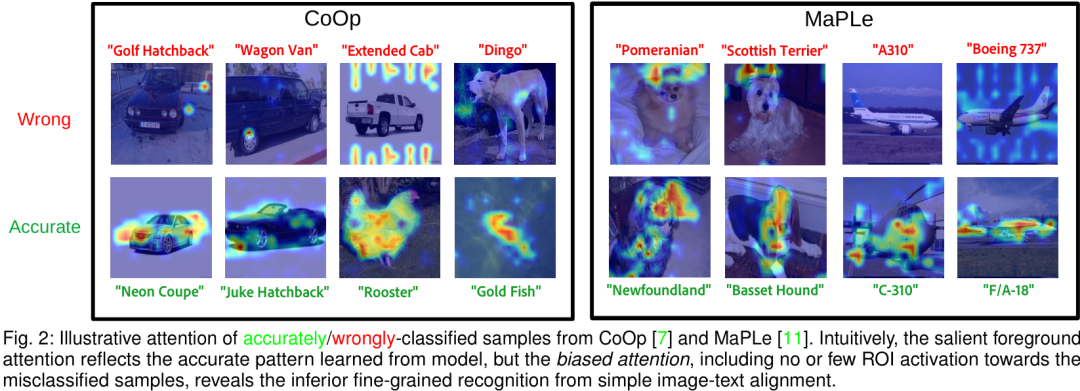 CoOp
MaPLe
"Golf Hatchback" "Wagon Van" "Extended Cab" "Dingo"
"Pomeranian" "Scottish Terrier" "A310" "Boeing 737"
Wrong
Accurate
"Neon Coupe" "Juke Hatchback" "Rooster" "Gold Fish"
"Newfoundland" "Basset Hound" "C-310" "F/A-18"
Fig. 2: Illustrative attention of accurately/wrongly-classified samples from CoOp [7] and MaPLe [11]. Intuitively, the salient foreground
attention reflects the accurate pattern learned from model, but the biased attention, including no or few ROI activation towards the
misclassified samples, reveals the inferior fine-grained recognition from simple image-text alignment.